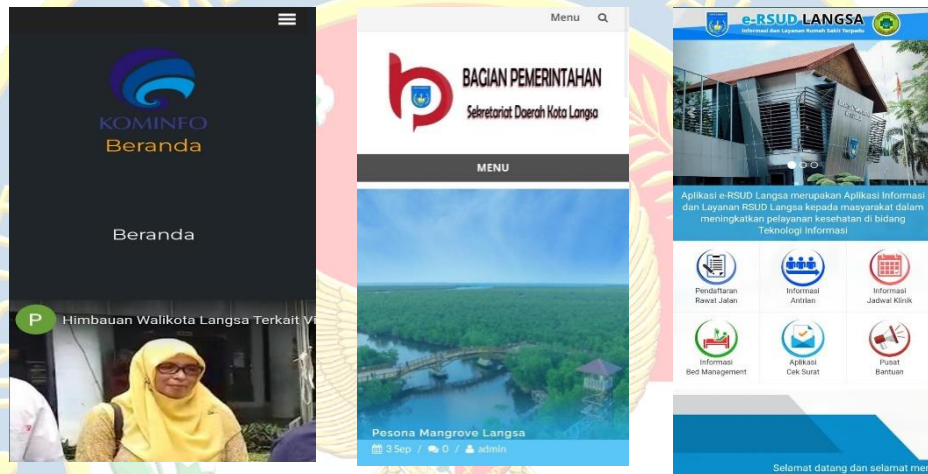 KOMINFO
Beranda
Beranda
P
Himbauan Walikota Langsa Terkait Vi
Menu
BAGIAN PEMERINTAHAN
Sekretariat Daerah Kota Langsa
MENU
Pesona Mangrove Langsa
3 Sep / 0 / admin
e-RSUD LANGSA
Informasi dan Layanan Rumah Sakit Terpadu
Aplikasi e-RSUD Langsa merupakan Aplikasi Informasi
dan Layanan RSUD Langsa kepada masyarakat dalam
meningkatkan pelayanan kesehatan di bidang
Teknologi Informasi
Pendaftaran
Rawat Jalan
Informasi
Antrian
Informasi
Jadwal Klinik
Informasi
Bed Management
Aplikasi
Cek Surat
Pusat
Bantuan
Selamat datang dan selamat men